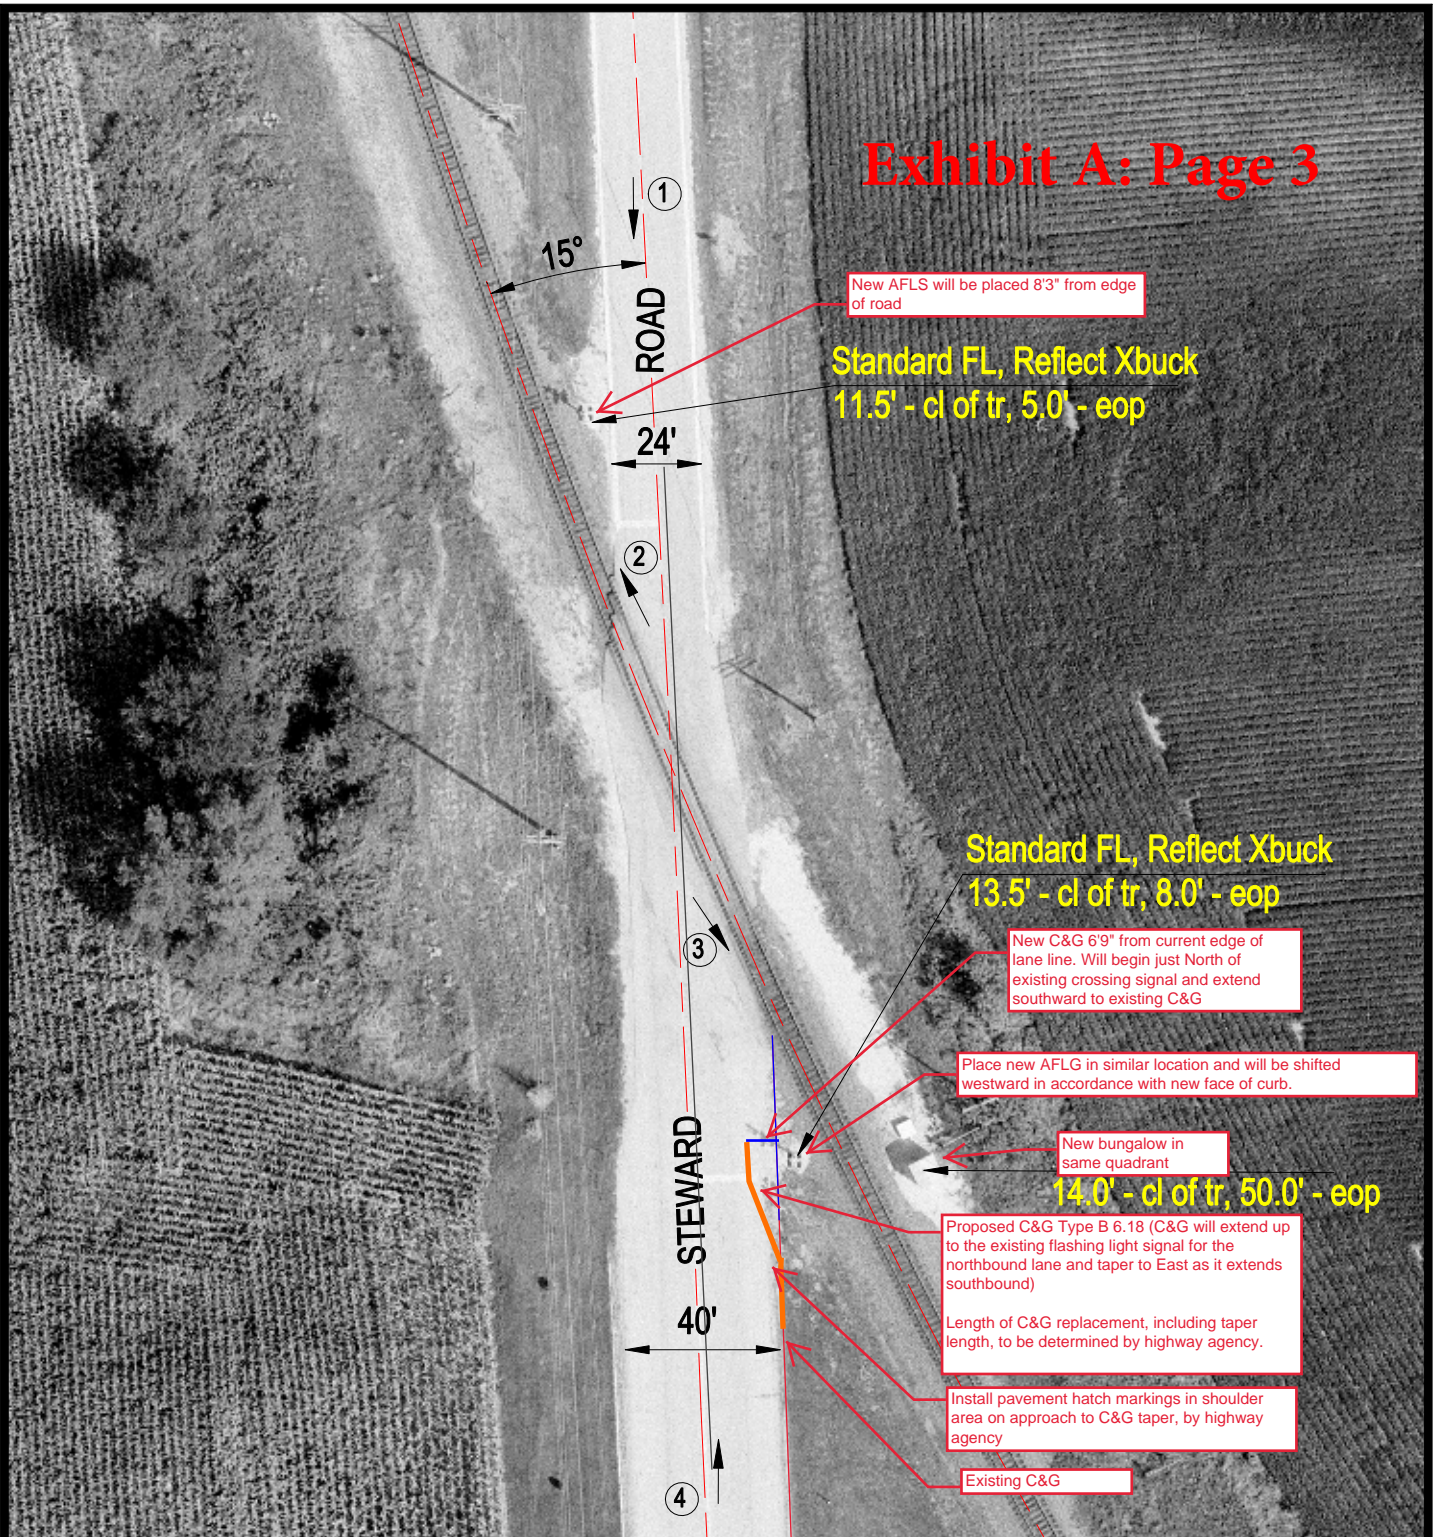 Exhibit A: Page 3
1
15°
New AFLS will be placed 8'3" from edge
of road
ROAD
Standard FL, Reflect Xbuck
11.5' - cl of tr, 5.0' - eop
24'
2
Standard FL, Reflect Xbuck
13.5' - cl of tr, 8.0' - eop
3
New C&G 6'9" from current edge of
lane line. Will begin just North of
existing crossing signal and extend
southward to existing C&G
Place new AFLG in similar location and will be shifted
westward in accordance with new face of curb.
STEWARD
New bungalow in
same quadrant
14.0' - cl of tr, 50.0' - eop
Proposed C&G Type B 6.18 (C&G will extend up
to the existing flashing light signal for the
northbound lane and taper to East as it extends
southbound)
Length of C&G replacement, including taper
length, to be determined by highway agency.
40'
Install pavement hatch markings in shoulder
area on approach to C&G taper, by highway
agency
Existing C&G
4